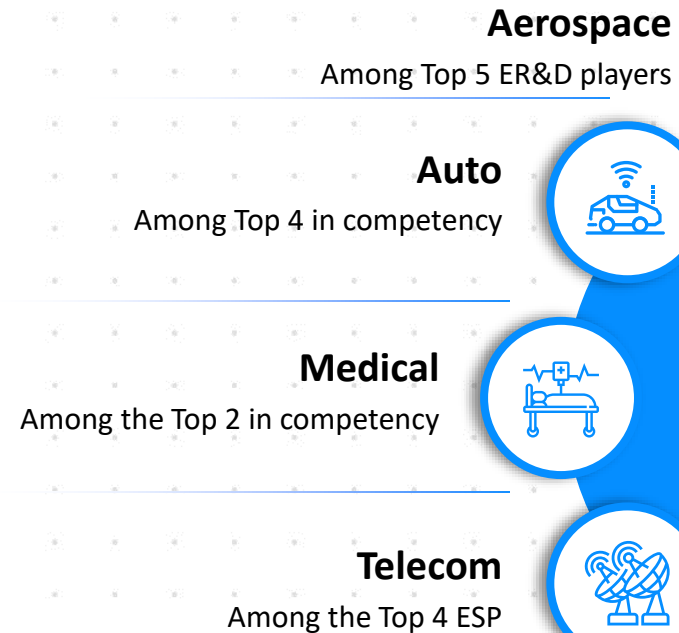 Aerospace
Among Top 5 ER&D players
Auto
Among Top 4 in competency
Medical
Among the Top 2 in competency
Telecom
Among the Top 4 ESP